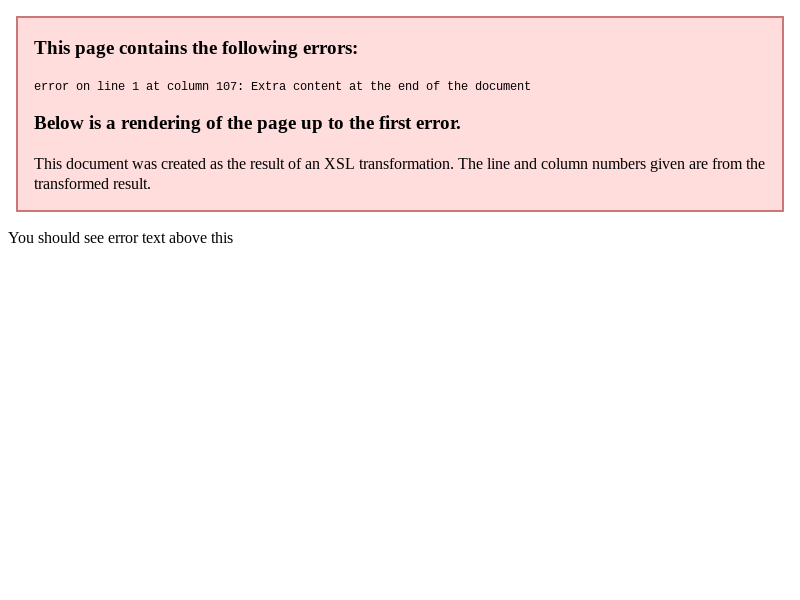 This page contains the following errors:
error on line 1 at column 107: Extra content at the end of the document
Below is a rendering of the page up to the first error.
This document was created as the result of an XSL transformation. The line and column numbers given are from the
transformed result.
You should see error text above this